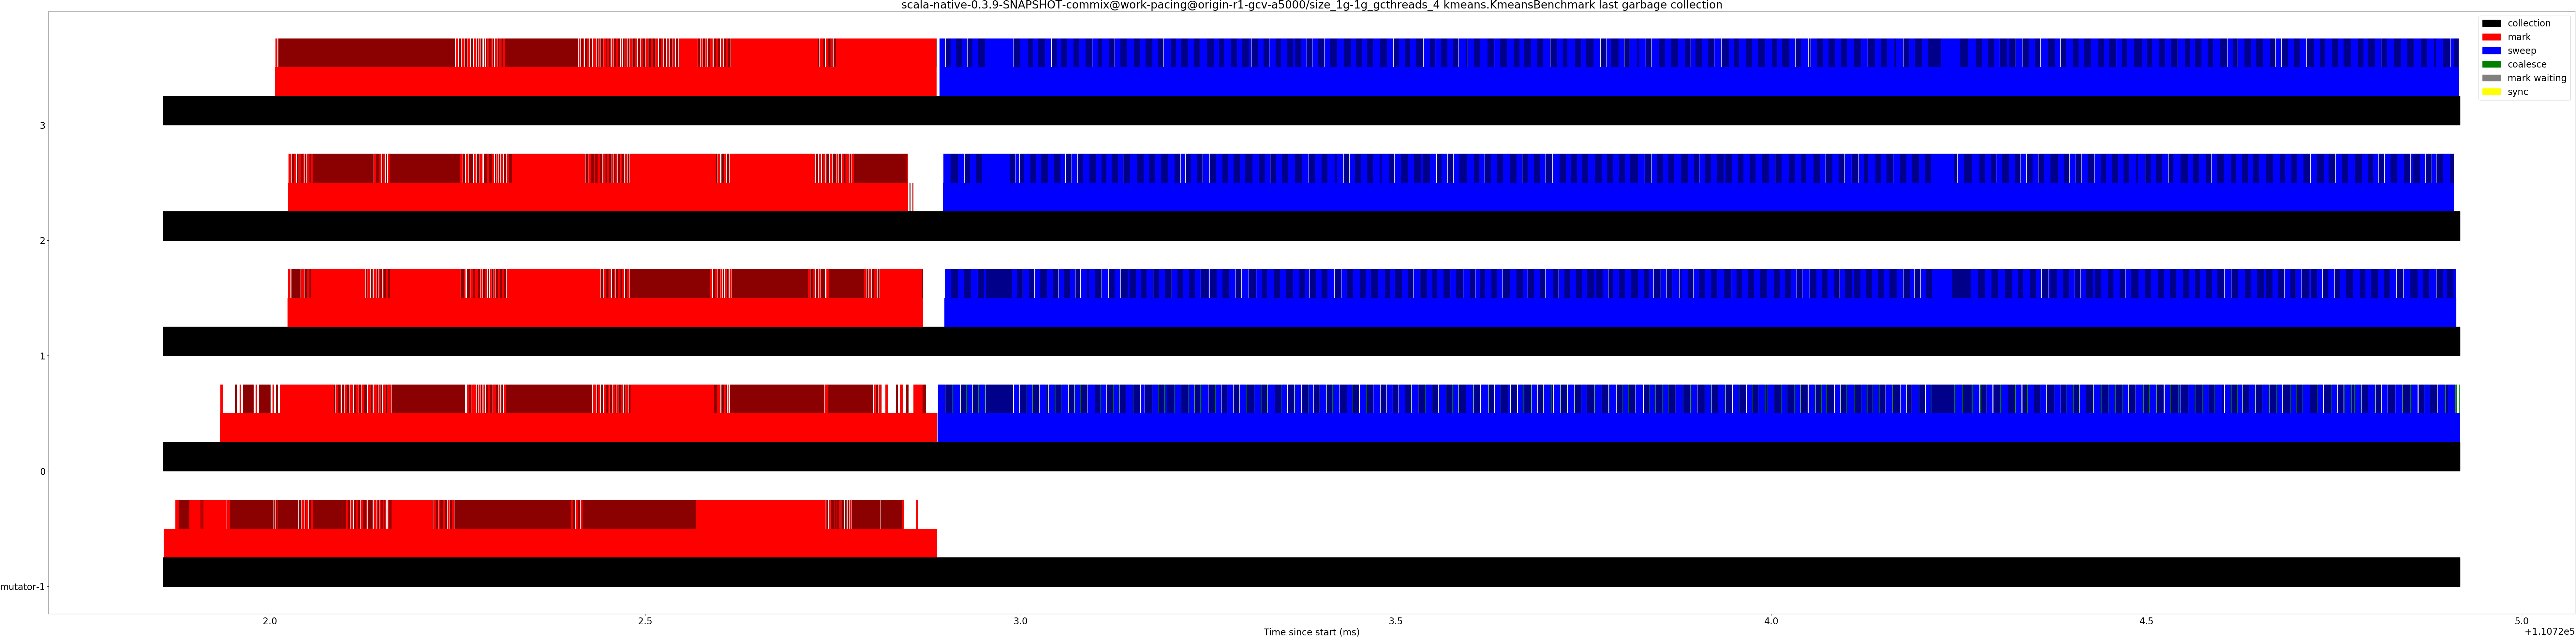 scala-native-0.3.9-SNAPSHOT-commix@work-pacing@origin-r1-gcv-a5000/size_1g-1g_gcthreads_4 kmeans.KmeansBenchmark last garbage collection
collection
mark
sweep
coalesce
mark waiting
sync
3
2
1
0
mutator-1
2.0 2.5 3.0 3.5 4.0 4.5 5.0
Time since start (ms)
+1.1072e5